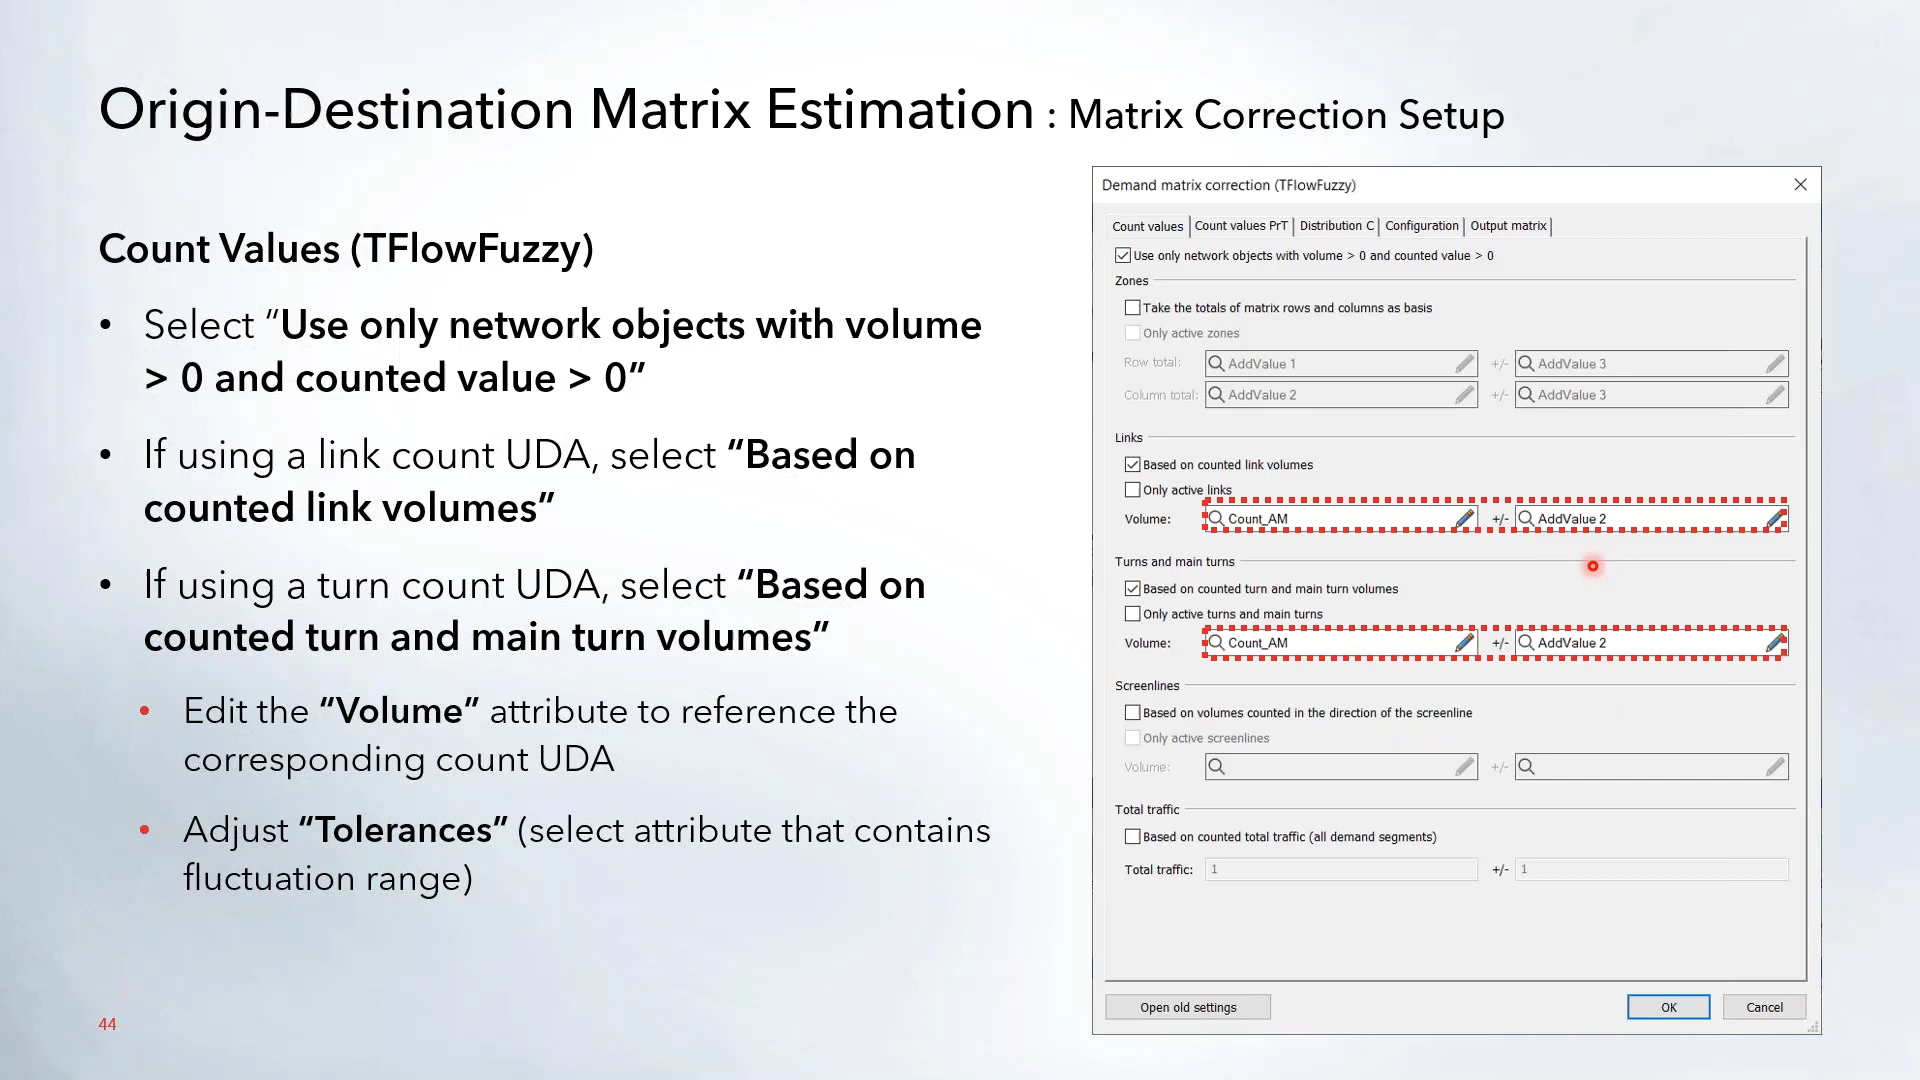 Origin-Destination Matrix Estimation : Matrix Correction Setup
Count Values (TFlowFuzzy)
• Select “Use only network objects with volume
> 0 and counted value > 0”
• If using a link count UDA, select “Based on
counted link volumes”
• If using a turn count UDA, select “Based on
counted turn and main turn volumes”
• Edit the “Volume” attribute to reference the
corresponding count UDA
• Adjust “Tolerances” (select attribute that contains
fluctuation range)
44
Demand matrix correction (TFlowFuzzy)
Count values Count values PrT Distribution C Configuration Output matrix
Use only network objects with volume > 0 and counted value > 0
Zones
Take the totals of matrix rows and columns as basis
Only active zones
Row total: AddValue 1 +/- AddValue 3
Column total: AddValue 2 +/- AddValue 3
Links
Based on counted link volumes
Only active links
Volume: Count_AM +/- AddValue 2
Turns and main turns
Based on counted turn and main turn volumes
Only active turns and main turns
Volume: Count_AM +/- AddValue 2
Screenlines
Based on volumes counted in the direction of the screenline
Only active screenlines
Volume: +/-
Total traffic
Based on counted total traffic (all demand segments)
Total traffic: 1 +/- 1
Open old settings OK Cancel